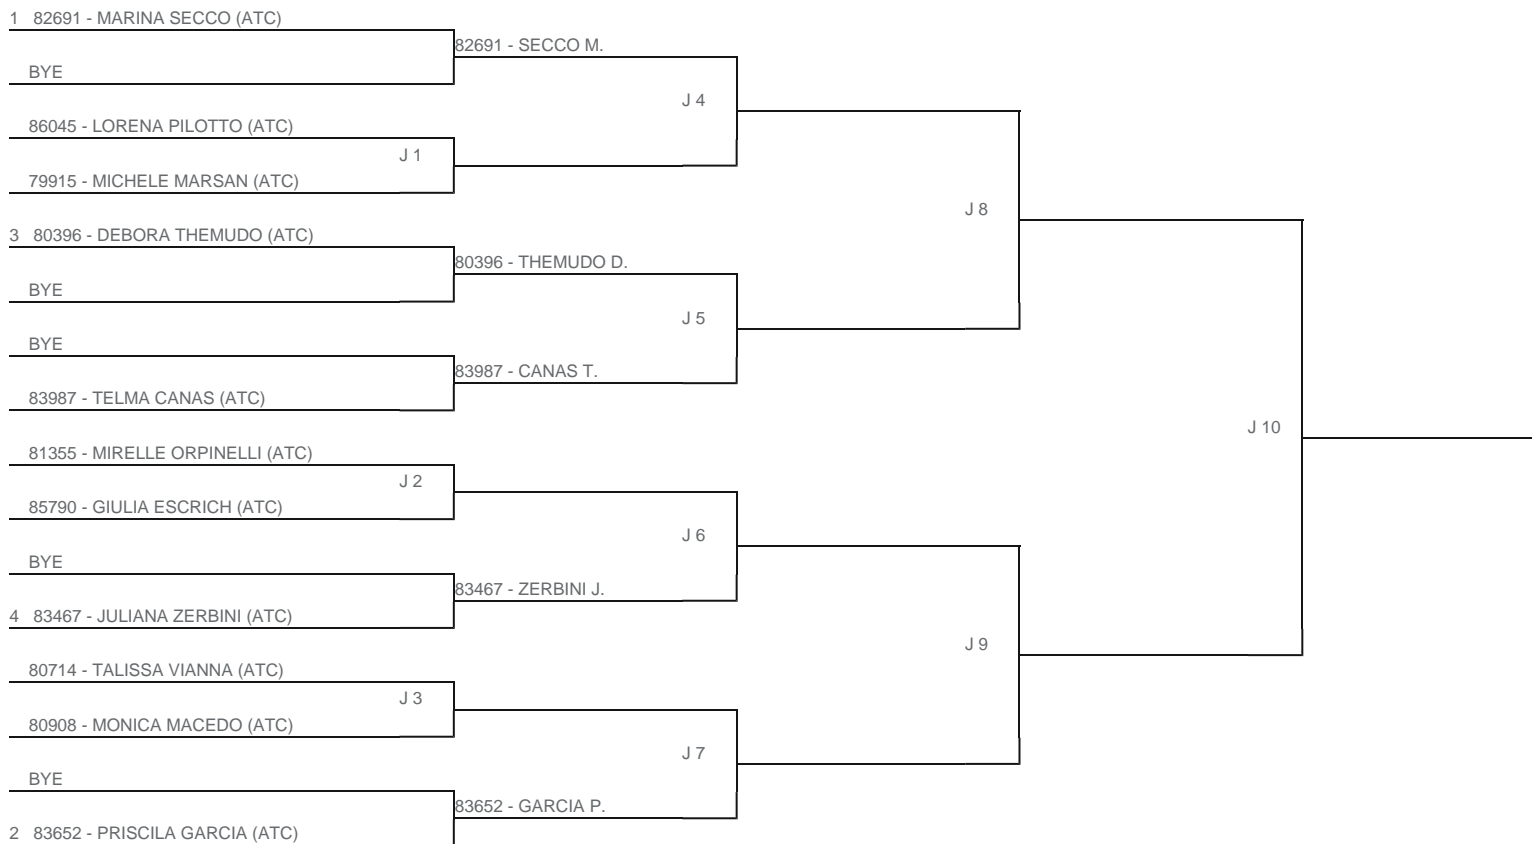 1 82691 - MARINA SECCO (ATC)
82691 - SECCO M.
BYE
J 4
86045 - LORENA PILOTTO (ATC)
J 1
79915 - MICHELE MARSAN (ATC)
J 8
3 80396 - DEBORA THEMUDO (ATC)
80396 - THEMUDO D.
BYE
J 5
BYE
83987 - CANAS T.
83987 - TELMA CANAS (ATC)
J 10
81355 - MIRELLE ORPINELLI (ATC)
J 2
85790 - GIULIA ESCRICH (ATC)
J 6
BYE
83467 - ZERBINI J.
4 83467 - JULIANA ZERBINI (ATC)
J 9
80714 - TALISSA VIANNA (ATC)
J 3
80908 - MONICA MACEDO (ATC)
J 7
BYE
83652 - GARCIA P.
2 83652 - PRISCILA GARCIA (ATC)